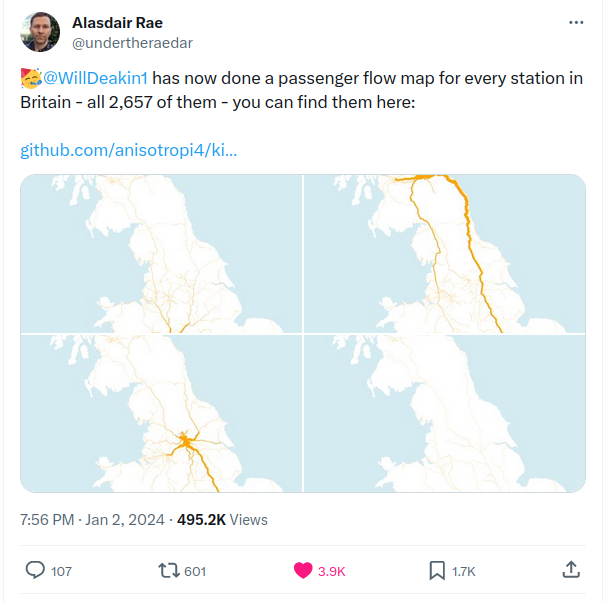 Alasdair Rae
@undertheraedar
@WillDeakin1 has now done a passenger flow map for every station in
Britain - all 2,657 of them - you can find them here:
github.com/anisotropi4/ki...
7:56 PM · Jan 2, 2024 · 495.2K Views
107 601 3.9K 1.7K